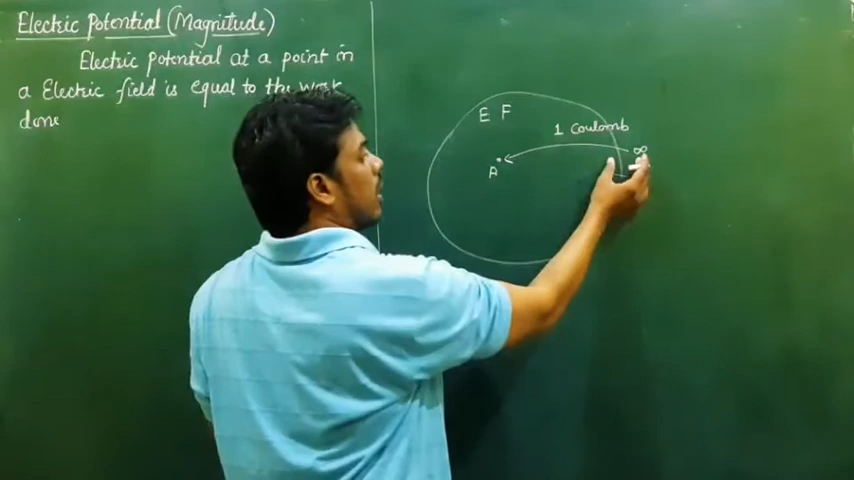 Electric Potential (Magnitude)
Electric potential at a point in
a Electric field is equal to the work
done
E F
1 Coulomb
∞
A